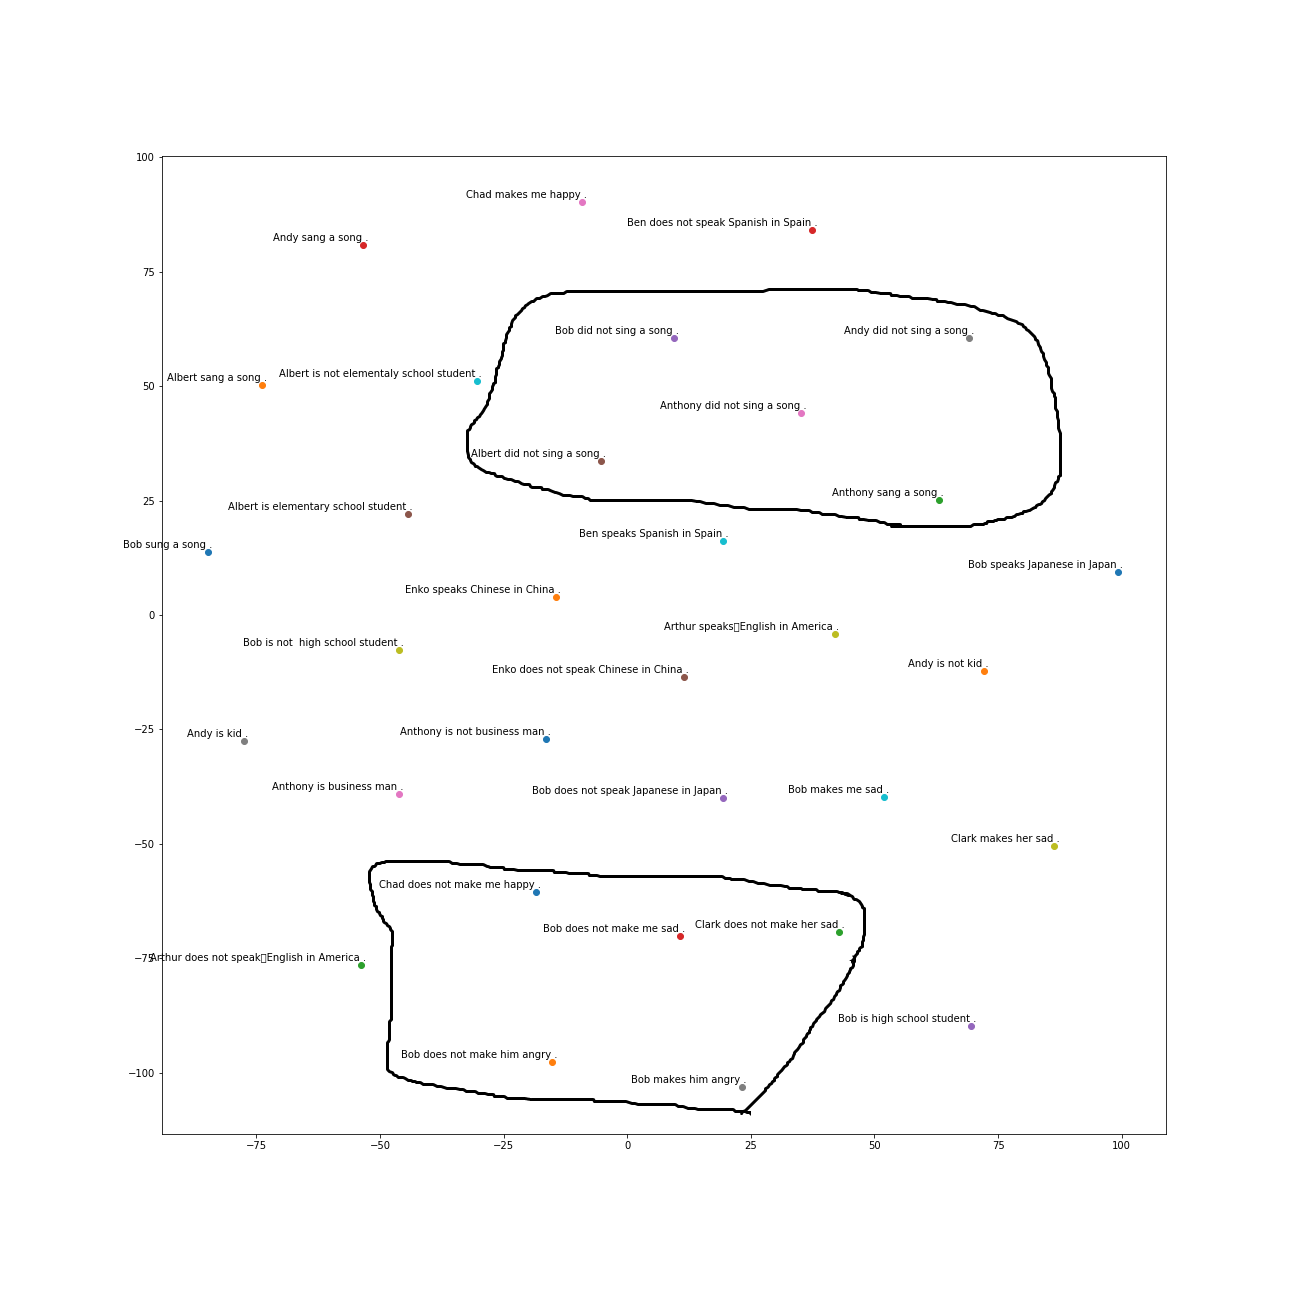 100
Chad makes me happy .
Ben does not speak Spanish in Spain .
Andy sang a song .
75
Bob did not sing a song .
Andy did not sing a song .
Albert is not elementaly school student .
Albert sang a song .
50
Anthony did not sing a song .
Albert did not sing a song .
Anthony sang a song .
25
Albert is elementary school student .
Ben speaks Spanish in Spain .
Bob sung a song .
Bob speaks Japanese in Japan .
Enko speaks Chinese in China .
0
Arthur speaks▯English in America .
Bob is not  high school student .
Andy is not kid .
Enko does not speak Chinese in China .
−25
Andy is kid .
Anthony is not business man .
Anthony is business man .
Bob does not speak Japanese in Japan .
Bob makes me sad .
Clark makes her sad .
−50
Chad does not make me happy .
Bob does not make me sad .
Clark does not make her sad .
−75
Arthur does not speak▯English in America .
Bob is high school student .
Bob does not make him angry .
−100
Bob makes him angry .
−75 −50 −25 0 25 50 75 100